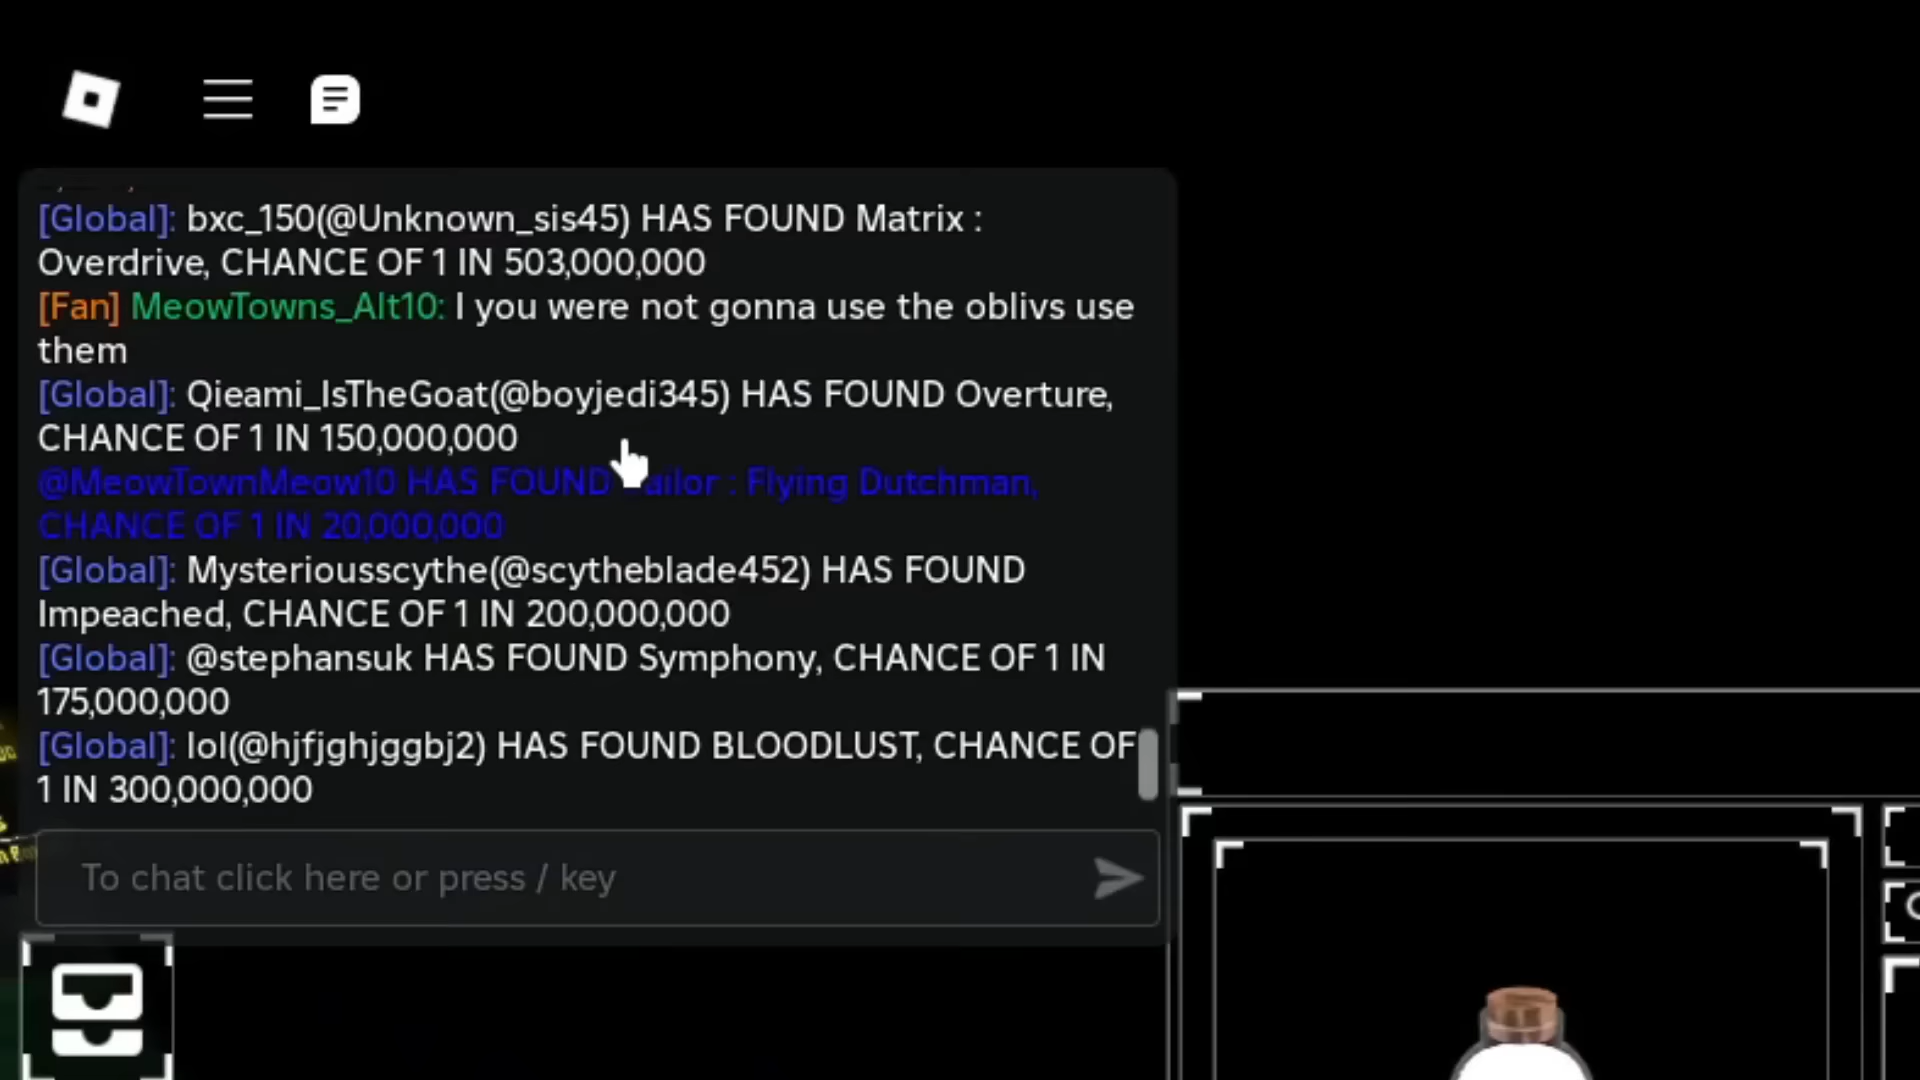 [Global]: bxc_150(@Unknown_sis45) HAS FOUND Matrix :
Overdrive, CHANCE OF 1 IN 503,000,000
[Fan] MeowTowns_Alt10: I you were not gonna use the oblivs use
them
[Global]: Qieami_IsTheGoat(@boyjedi345) HAS FOUND Overture,
CHANCE OF 1 IN 150,000,000
@MeowTownMeow10 HAS FOUND Sailor : Flying Dutchman,
CHANCE OF 1 IN 20,000,000
[Global]: Mysteriousscythe(@scytheblade452) HAS FOUND
Impeached, CHANCE OF 1 IN 200,000,000
[Global]: @stephansuk HAS FOUND Symphony, CHANCE OF 1 IN
175,000,000
[Global]: lol(@hjfjghjggbj2) HAS FOUND BLOODLUST, CHANCE OF
1 IN 300,000,000
To chat click here or press / key